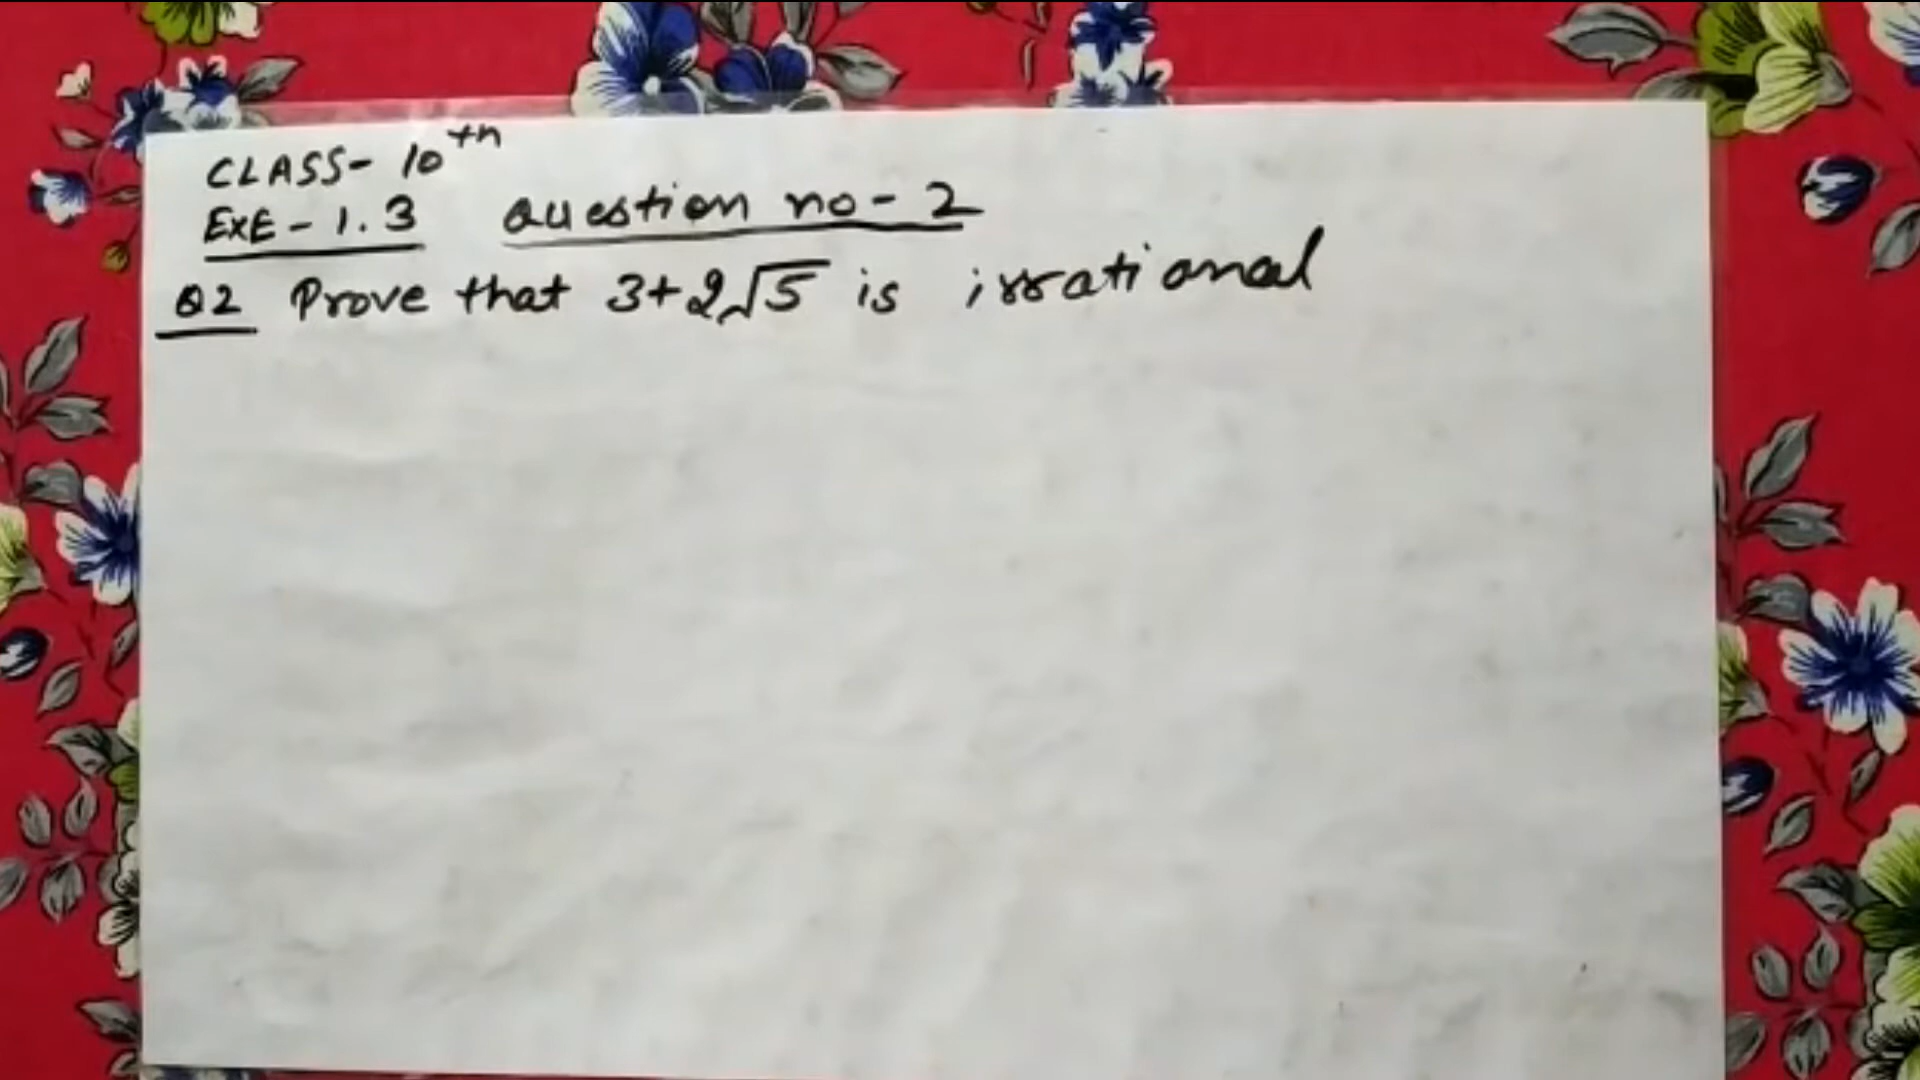 CLASS- 10th
EXE - 1.3 Question no - 2
Q2 Prove that 3+2√5 is irrational